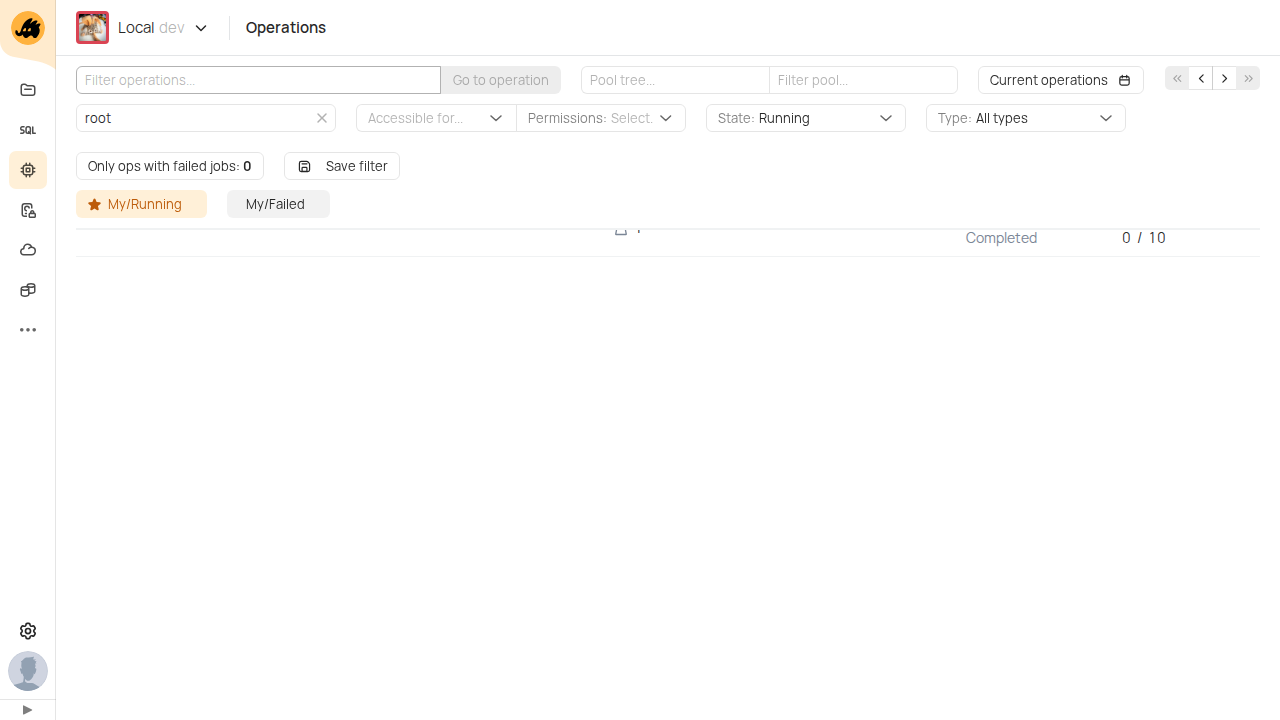 Local dev
Operations
Filter operations...
Go to operation
Pool tree...
Filter pool...
Current operations
root
Accessible for...
Permissions: Select.
State: Running
Type: All types
SQL
Only ops with failed jobs: 0
Save filter
My/Running
My/Failed
Completed
0 / 10